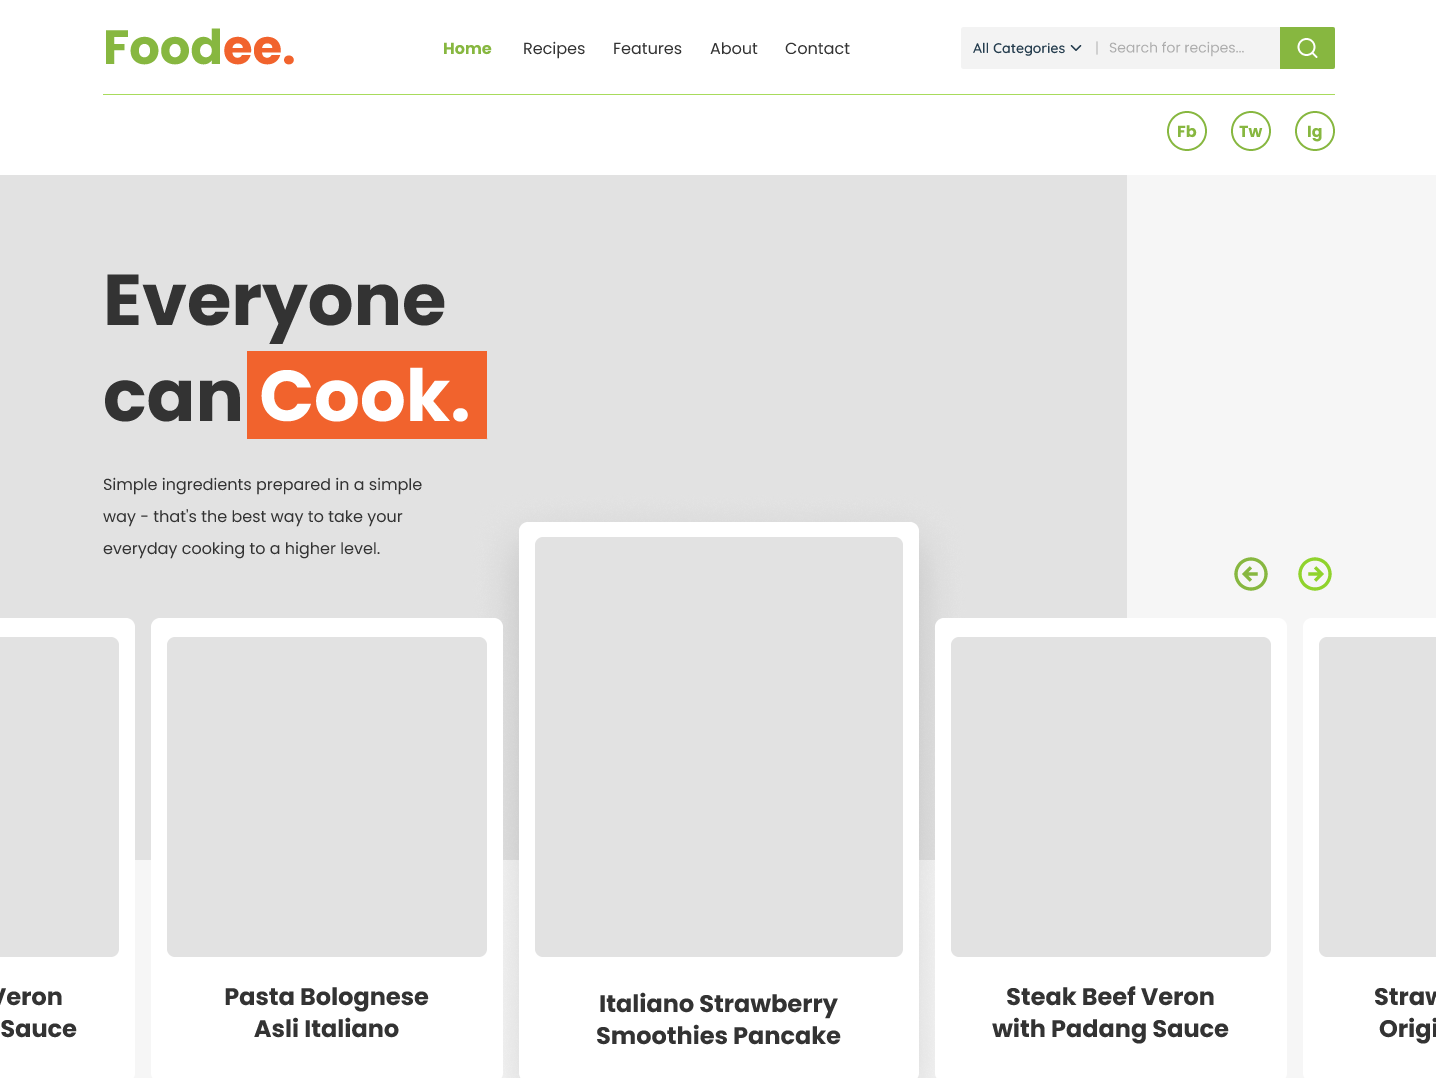 Foodee.
Home Recipes Features About Contact
All Categories | Search for recipes...
Fb Tw Ig
Everyone
can Cook.
Simple ingredients prepared in a simple
way - that's the best way to take your
everyday cooking to a higher level.
Veron
Sauce
Pasta Bolognese
Asli Italiano
Italiano Strawberry
Smoothies Pancake
Steak Beef Veron
with Padang Sauce